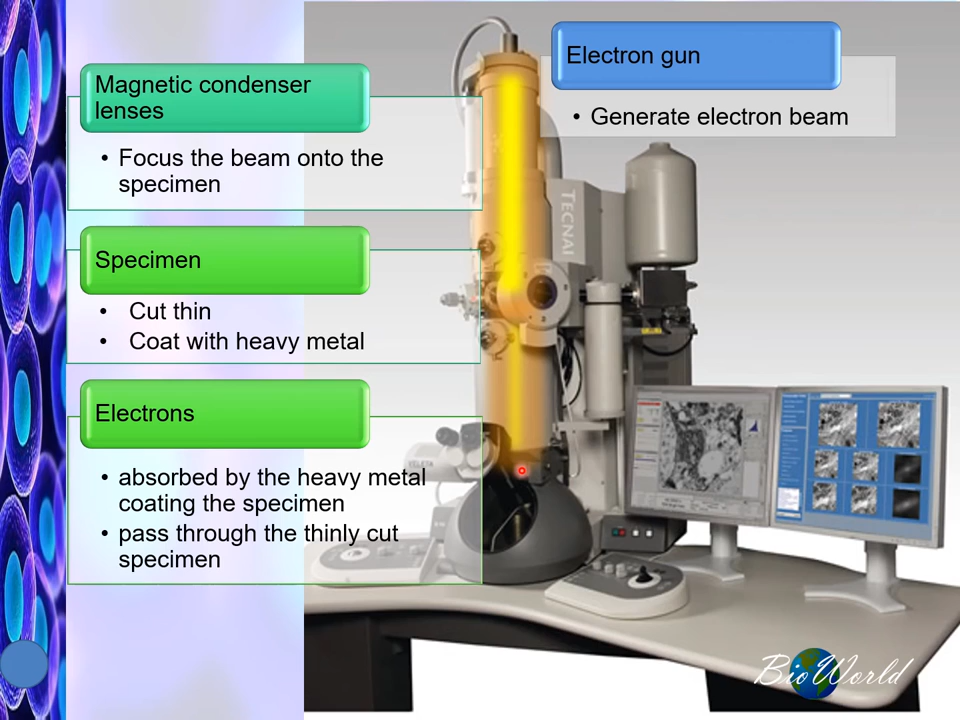 Electron gun
• Generate electron beam
Magnetic condenser
lenses
• Focus the beam onto the
specimen
Specimen
• Cut thin
• Coat with heavy metal
Electrons
• absorbed by the heavy metal
coating the specimen
• pass through the thinly cut
specimen
TECNAI
BioWorld